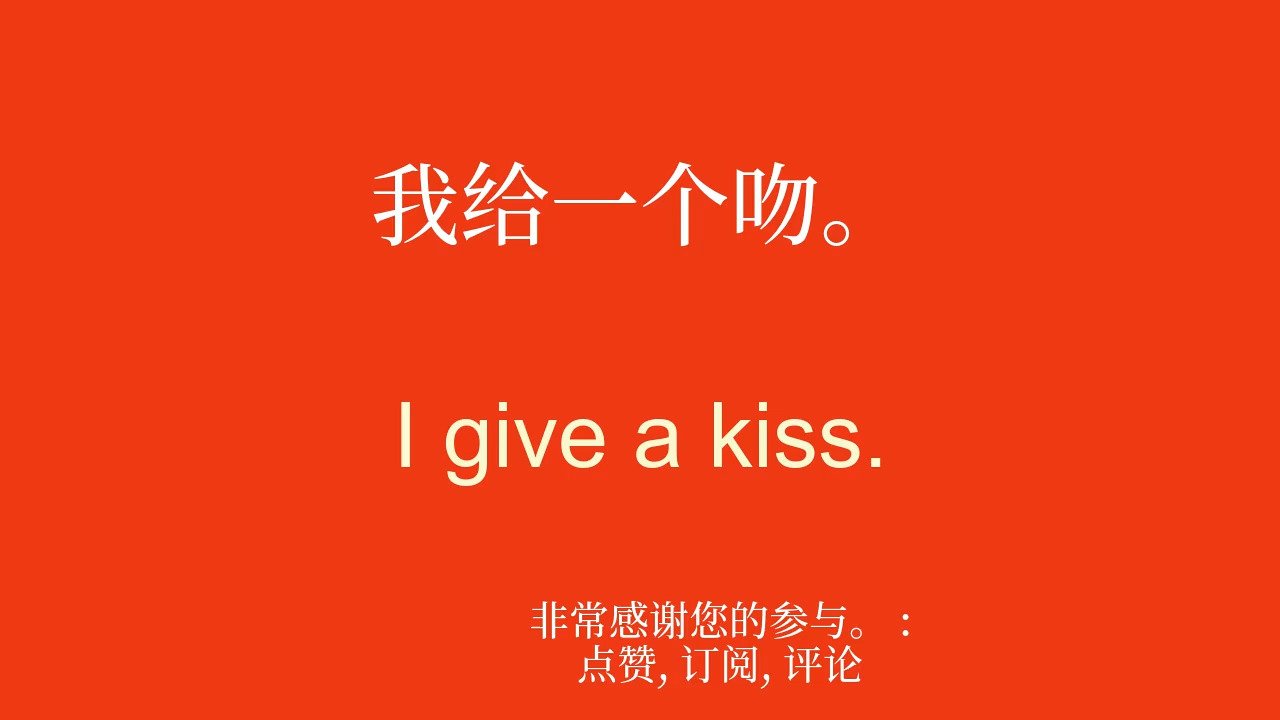 我给一个吻。
I give a kiss.
非常感谢您的参与。 :
点赞, 订阅, 评论